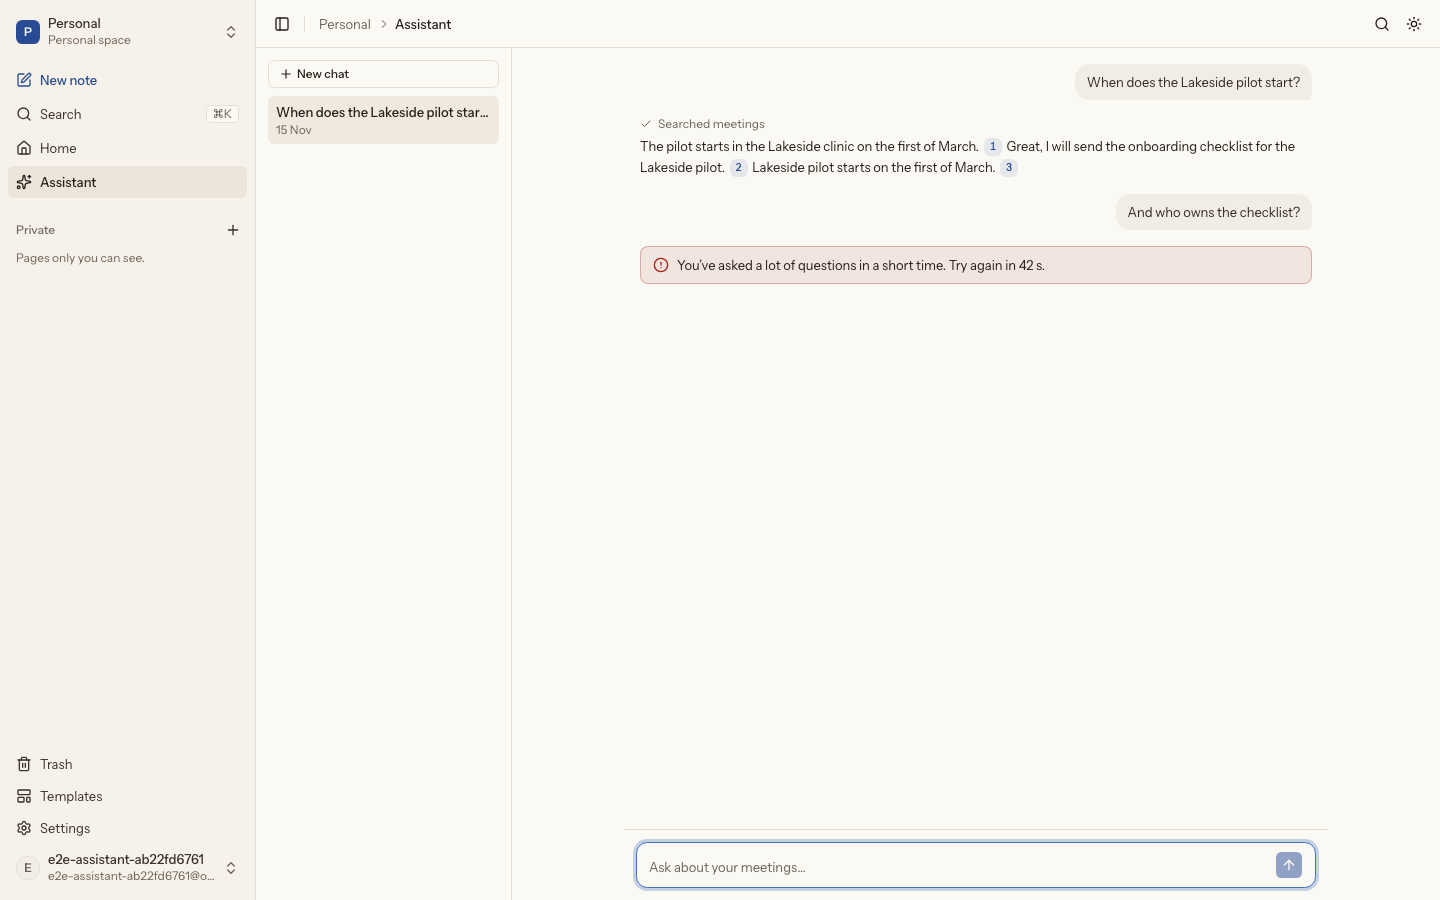 P
Personal
Personal space
New note
Search
⌘K
Home
Assistant
Private
Pages only you can see.
Trash
Templates
Settings
E
e2e-assistant-ab22fd6761
e2e-assistant-ab22fd6761@o…
Personal > Assistant
New chat
When does the Lakeside pilot star…
15 Nov
When does the Lakeside pilot start?
Searched meetings
The pilot starts in the Lakeside clinic on the first of March. 1 Great, I will send the onboarding checklist for the
Lakeside pilot. 2 Lakeside pilot starts on the first of March. 3
And who owns the checklist?
You've asked a lot of questions in a short time. Try again in 42 s.
Ask about your meetings…